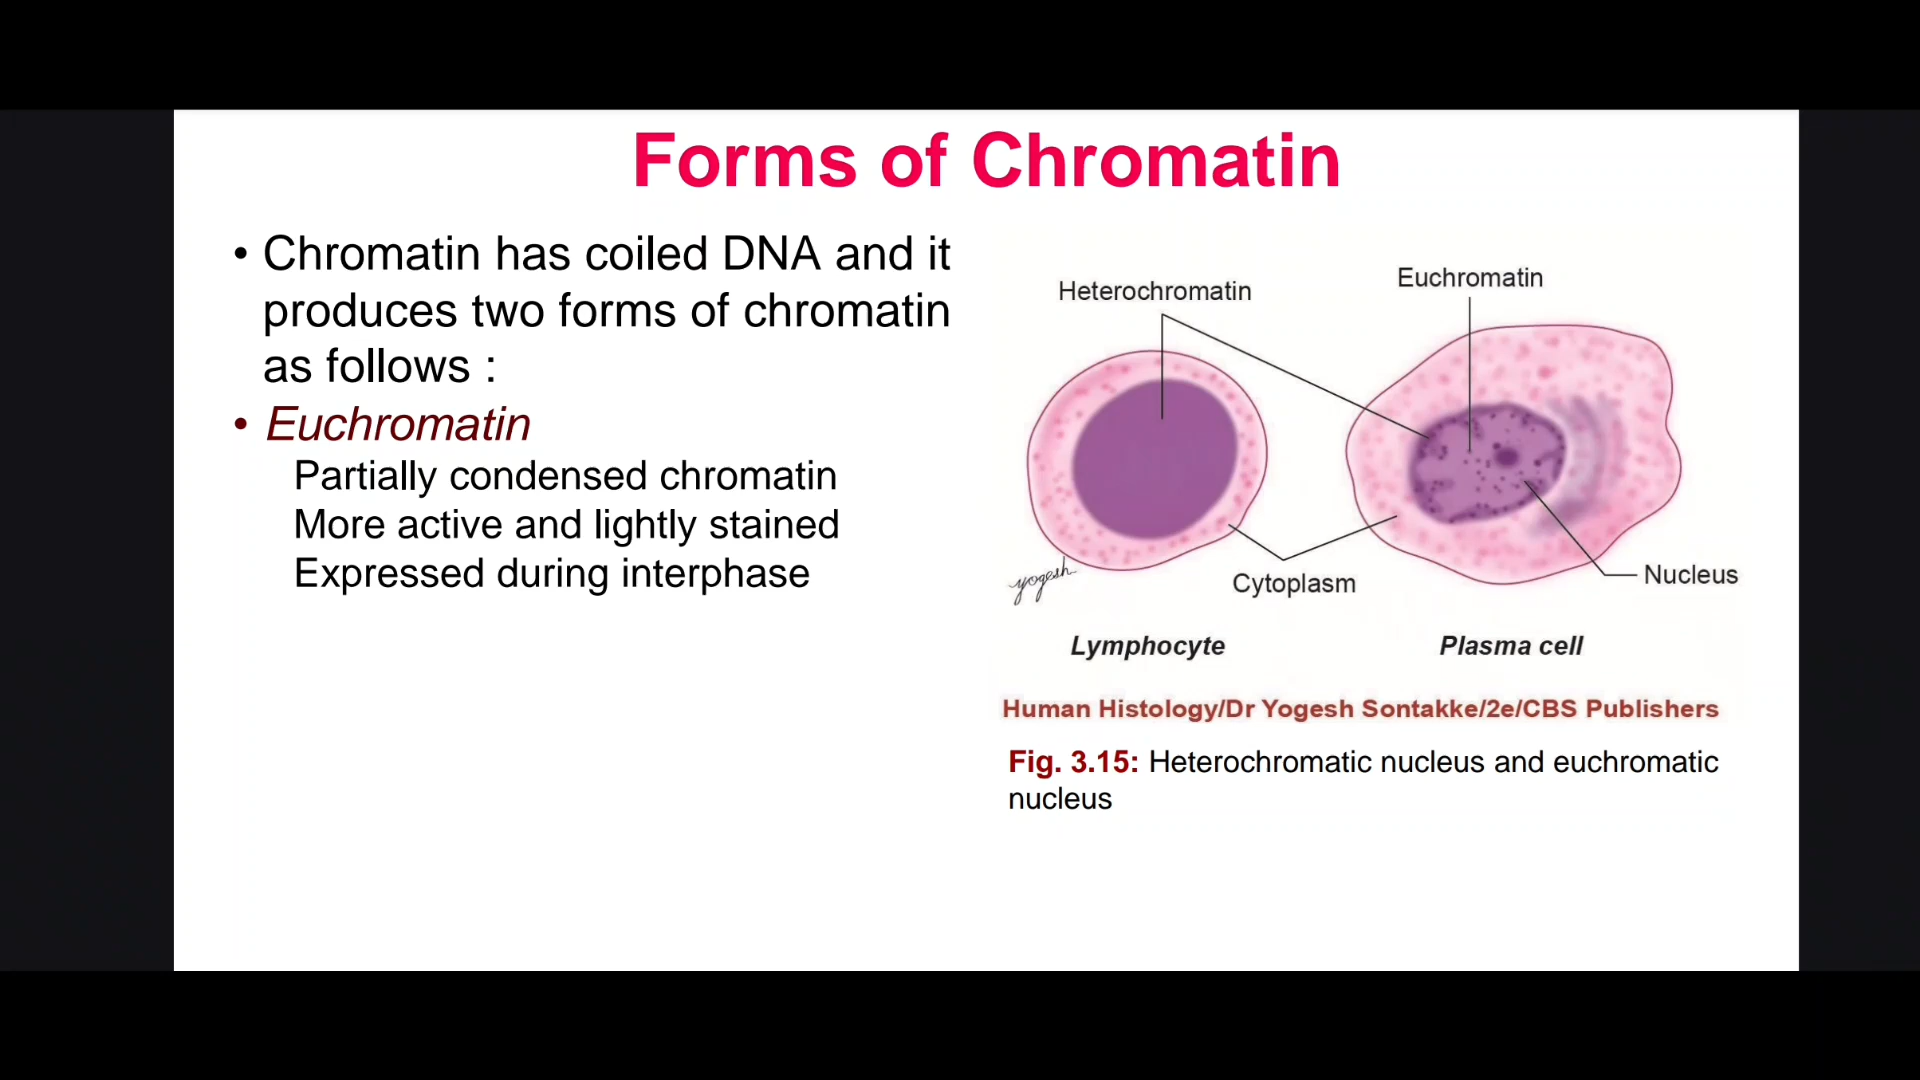 Forms of Chromatin
• Chromatin has coiled DNA and it
produces two forms of chromatin
as follows :
• Euchromatin
Partially condensed chromatin
More active and lightly stained
Expressed during interphase
Heterochromatin
Euchromatin
Cytoplasm
Nucleus
yogesh
Lymphocyte
Plasma cell
Human Histology/Dr Yogesh Sontakke/2e/CBS Publishers
Fig. 3.15: Heterochromatic nucleus and euchromatic
nucleus